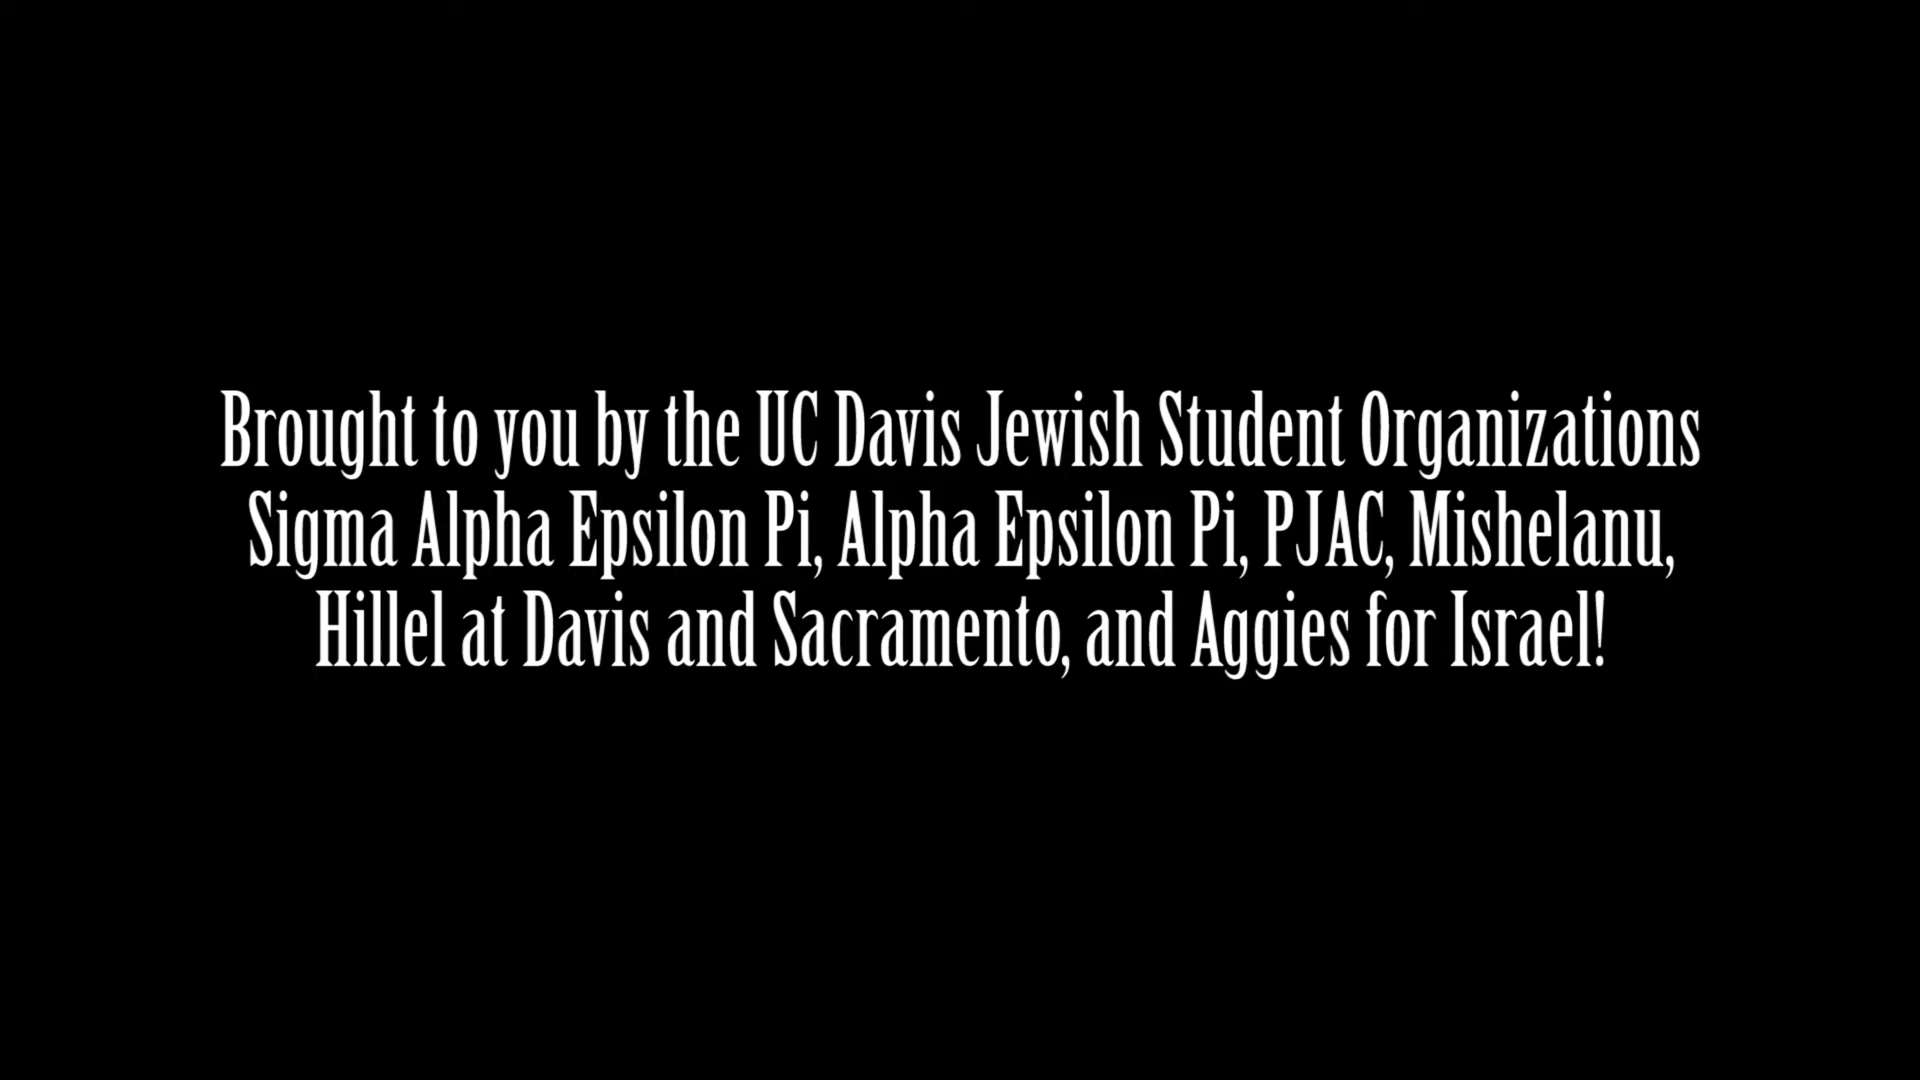 Brought to you by the UC Davis Jewish Student Organizations
Sigma Alpha Epsilon Pi, Alpha Epsilon Pi, PJAC, Mishelanu,
Hillel at Davis and Sacramento, and Aggies for Israel!